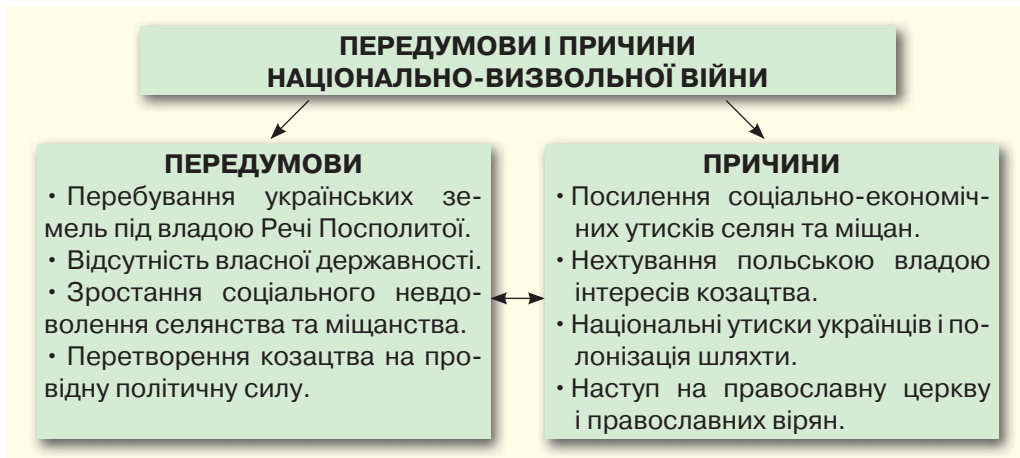 ПЕРЕДУМОВИ І ПРИЧИНИ
НАЦІОНАЛЬНО-ВИЗВОЛЬНОЇ ВІЙНИ
ПЕРЕДУМОВИ
• Перебування українських зе-
мель під владою Речі Посполитої.
• Відсутність власної державності.
• Зростання соціального невдо-
волення селянства та міщанства.
• Перетворення козацтва на про-
відну політичну силу.
ПРИЧИНИ
• Посилення соціально-економіч-
них утисків селян та міщан.
• Нехтування польською владою
інтересів козацтва.
• Національні утиски українців і по-
лонізація шляхти.
• Наступ на православну церкву
і православних вірян.